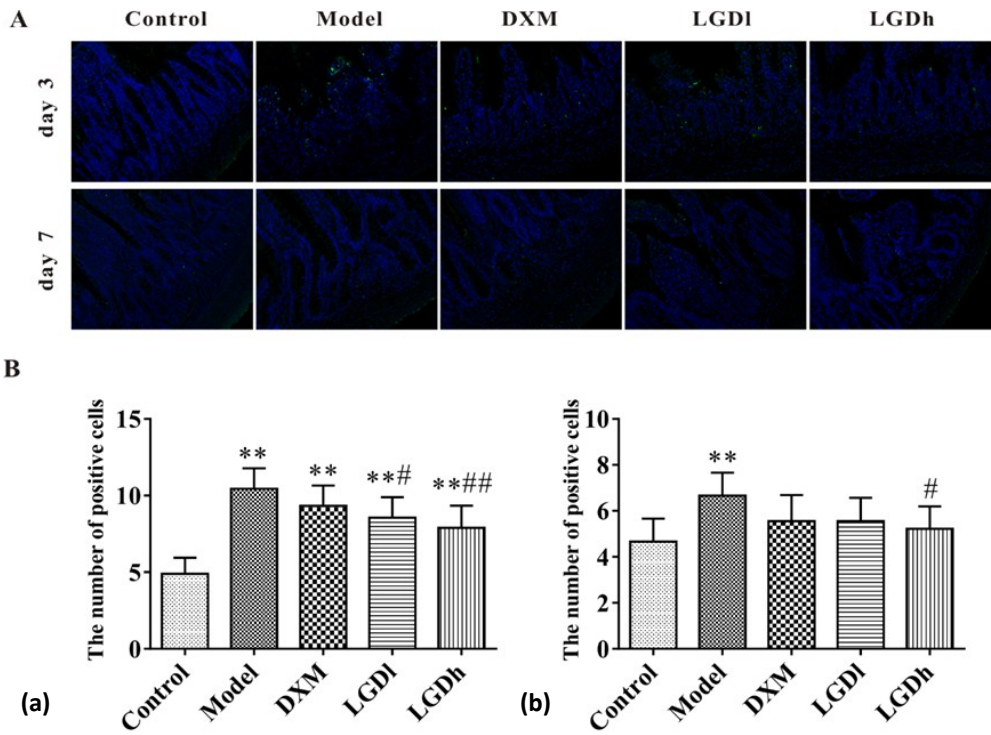 A
Control Model DXM LGDl LGDh
day 3
day 7
B
The number of positive cells
15
10
5
0
** ** **# **##
Control Model DXM LGDl LGDh
(a)
The number of positive cells
10
8
6
4
2
0
** #
Control Model DXM LGDl LGDh
(b)